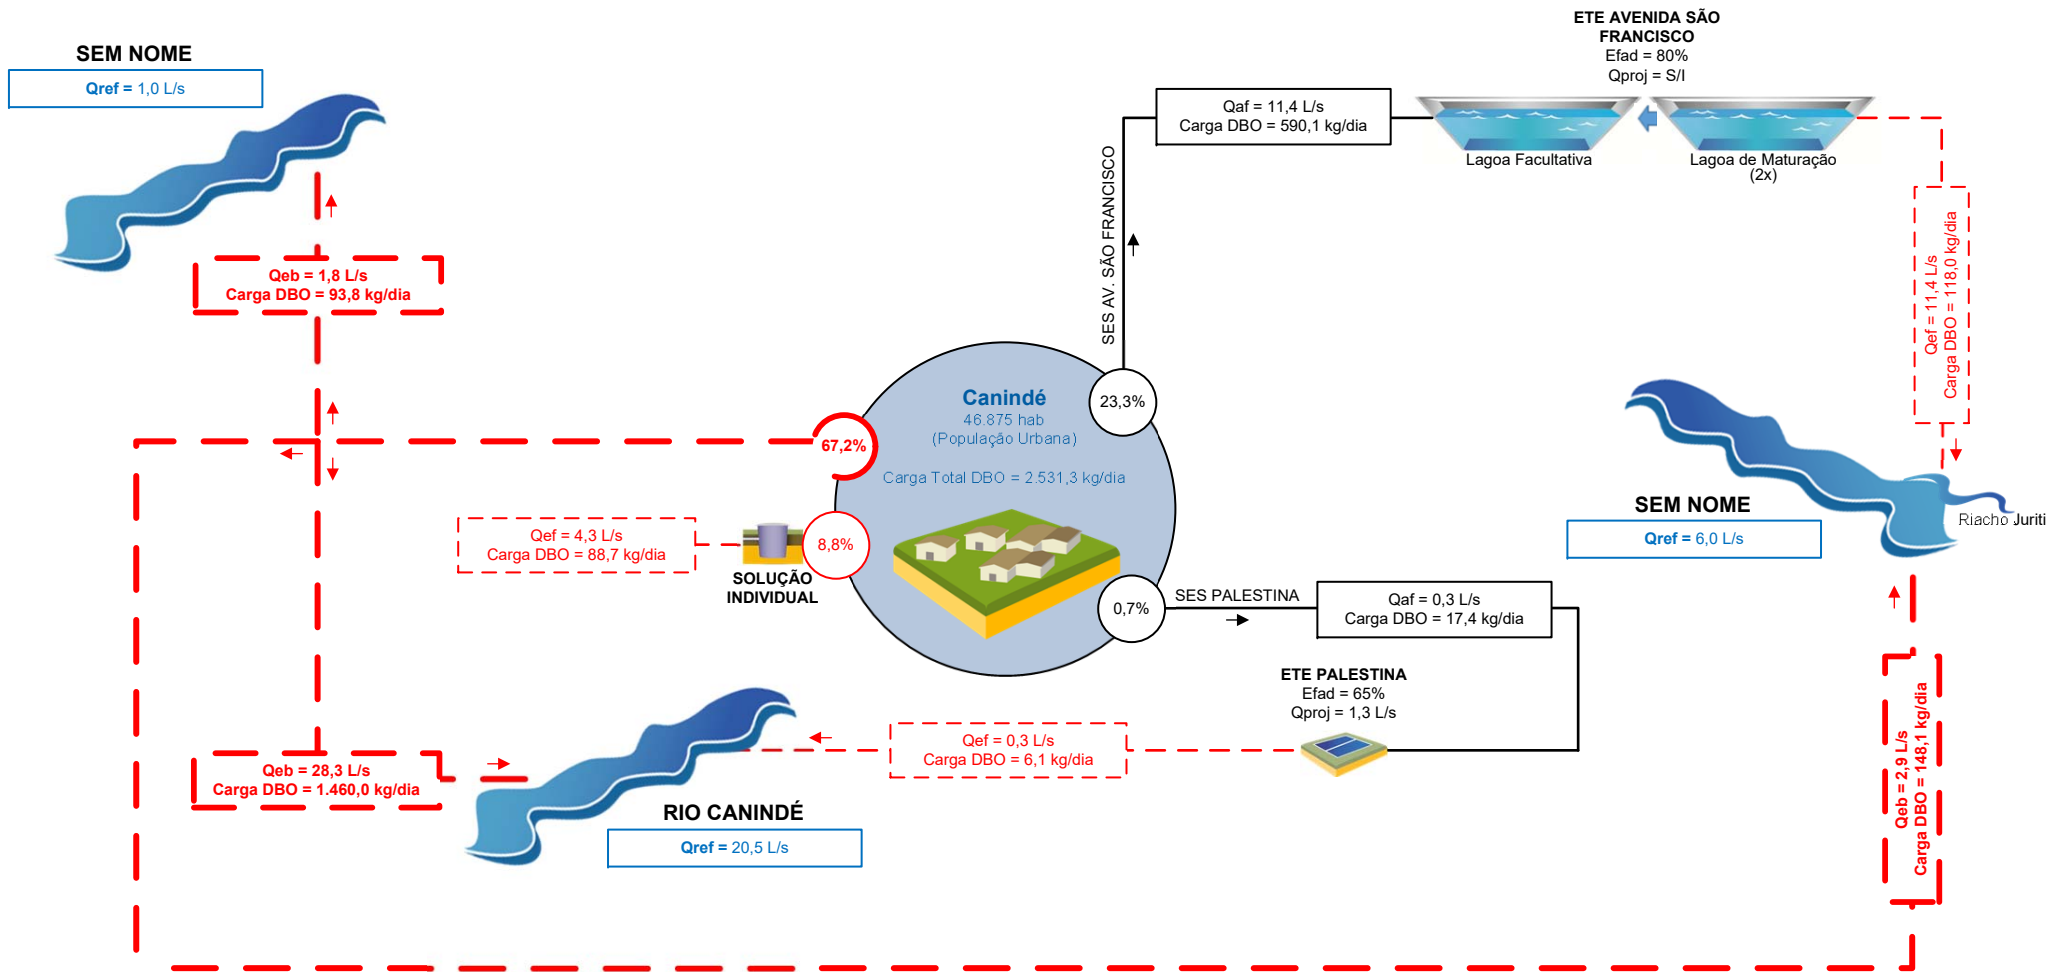 SEM NOME
Qref = 1,0 L/s
Qeb = 1,8 L/s
Carga DBO = 93,8 kg/dia
ETE AVENIDA SÃO
FRANCISCO
Efad = 80%
Qproj = S/I
Qaf = 11,4 L/s
Carga DBO = 590,1 kg/dia
Lagoa Facultativa
Lagoa de Maturação
(2x)
SES AV. SÃO FRANCISCO
Qef = 11,4 L/s
Carga DBO = 118,0 kg/dia
Canindé
46.875 hab
(População Urbana)
Carga Total DBO = 2.531,3 kg/dia
23,3%
67,2%
8,8%
0,7%
Qef = 4,3 L/s
Carga DBO = 88,7 kg/dia
SOLUÇÃO
INDIVIDUAL
SEM NOME
Qref = 6,0 L/s
Riacho Juriti
SES PALESTINA
Qaf = 0,3 L/s
Carga DBO = 17,4 kg/dia
ETE PALESTINA
Efad = 65%
Qproj = 1,3 L/s
Qef = 0,3 L/s
Carga DBO = 6,1 kg/dia
Qeb = 28,3 L/s
Carga DBO = 1.460,0 kg/dia
RIO CANINDÉ
Qref = 20,5 L/s
Qeb = 2,9 L/s
Carga DBO = 148,1 kg/dia